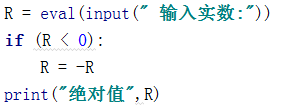 R = eval(input(" 输入实数:"))
if (R < 0):
    R = -R
print("绝对值",R)